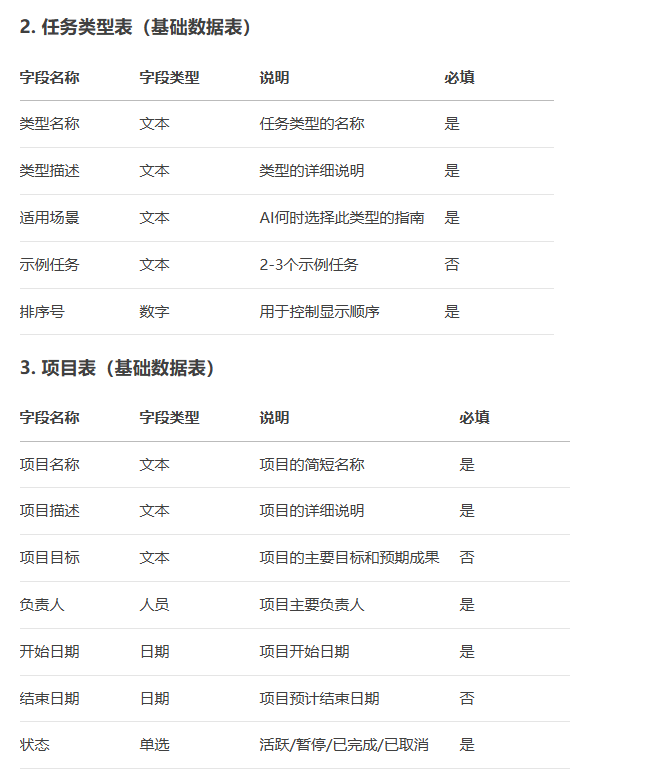 2. 任务类型表（基础数据表）
字段名称 字段类型 说明 必填
类型名称 文本 任务类型的名称 是
类型描述 文本 类型的详细说明 是
适用场景 文本 AI何时选择此类型的指南 是
示例任务 文本 2-3个示例任务 否
排序号 数字 用于控制显示顺序 是
3. 项目表（基础数据表）
字段名称 字段类型 说明 必填
项目名称 文本 项目的简短名称 是
项目描述 文本 项目的详细说明 是
项目目标 文本 项目的主要目标和预期成果 否
负责人 人员 项目主要负责人 是
开始日期 日期 项目开始日期 是
结束日期 日期 项目预计结束日期 否
状态 单选 活跃/暂停/已完成/已取消 是